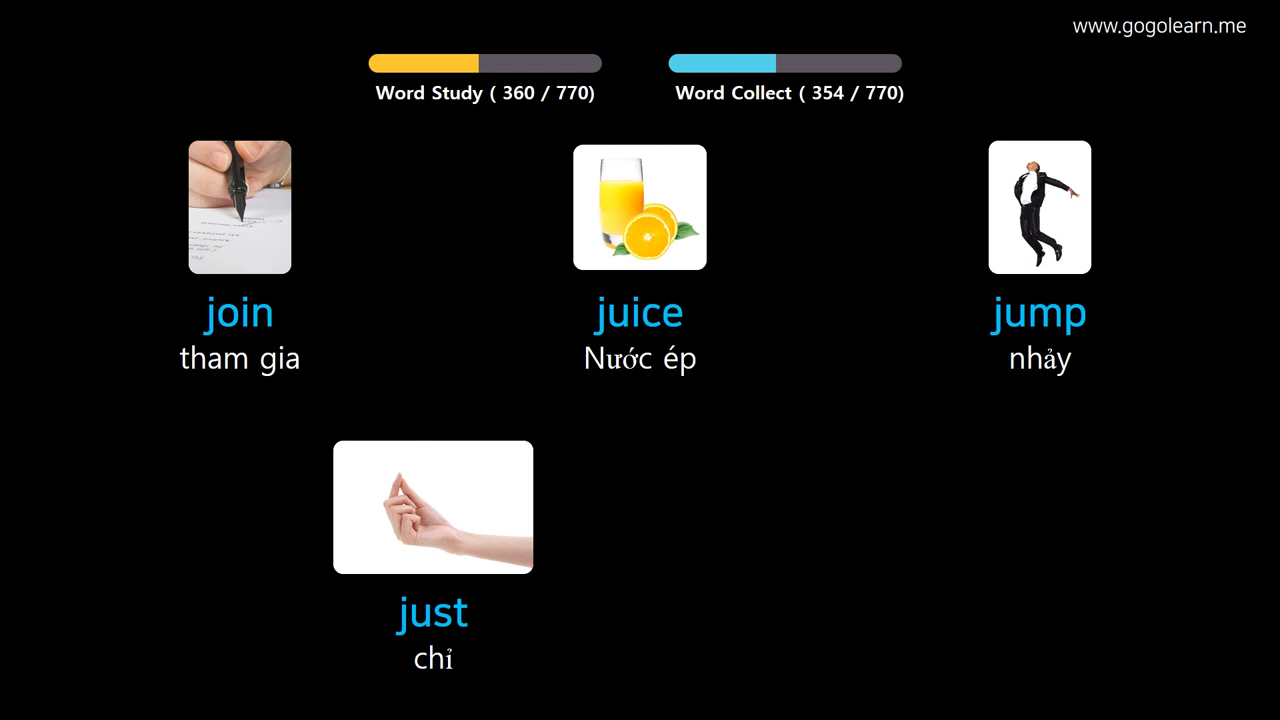 www.gogolearn.me
Word Study ( 360 / 770)
Word Collect ( 354 / 770)
join
tham gia
juice
Nước ép
jump
nhảy
just
chỉ